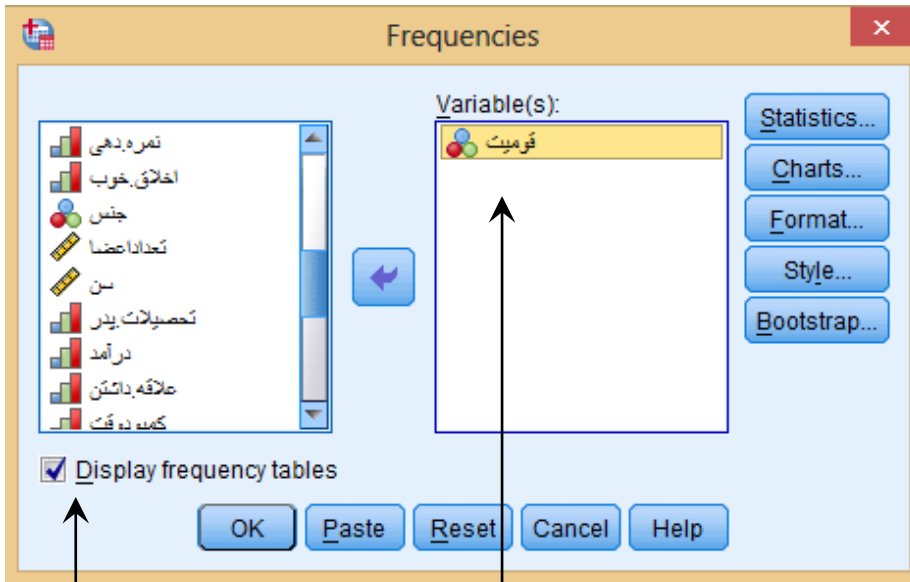 Frequencies
Variable(s):
نمره.دهی
اخلاق.خوب
جنس
تعداداعضا
سن
تحصیلات.پدر
درآمد
علاقه.داشتن
کمبودوقت
قومیت
Statistics...
Charts...
Format...
Style...
Bootstrap...
Display frequency tables
OK Paste Reset Cancel Help